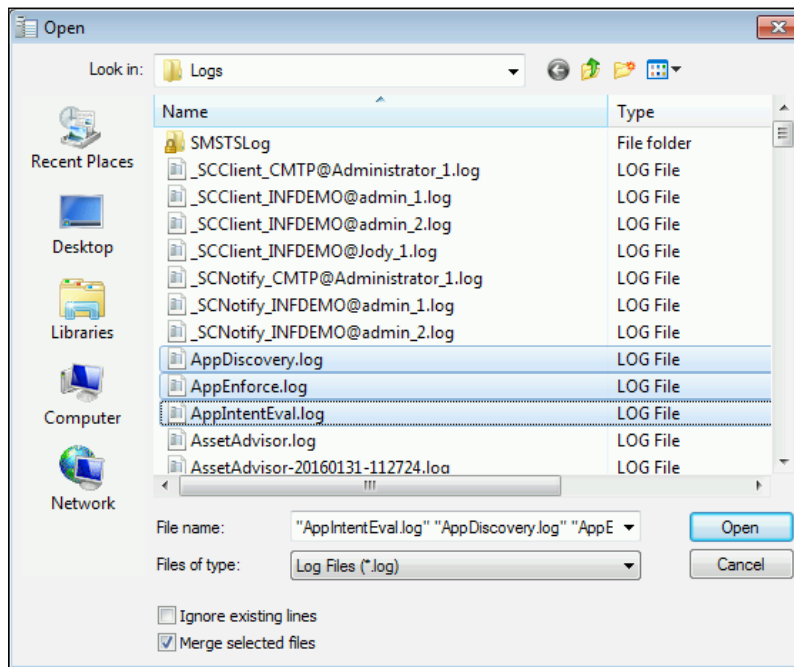 Open
Look in: Logs
Name Type
SMSTSLog File folder
_SCClient_CMTP@Administrator_1.log LOG File
_SCClient_INFDEMO@admin_1.log LOG File
_SCClient_INFDEMO@admin_2.log LOG File
_SCClient_INFDEMO@Jody_1.log LOG File
_SCNotify_CMTP@Administrator_1.log LOG File
_SCNotify_INFDEMO@admin_1.log LOG File
_SCNotify_INFDEMO@admin_2.log LOG File
AppDiscovery.log LOG File
AppEnforce.log LOG File
AppIntentEval.log LOG File
AssetAdvisor.log LOG File
AssetAdvisor-20160131-112724.log LOG File
Recent Places
Desktop
Libraries
Computer
Network
File name: "AppIntentEval.log" "AppDiscovery.log" "AppE Open
Files of type: Log Files (*.log) Cancel
Ignore existing lines
Merge selected files